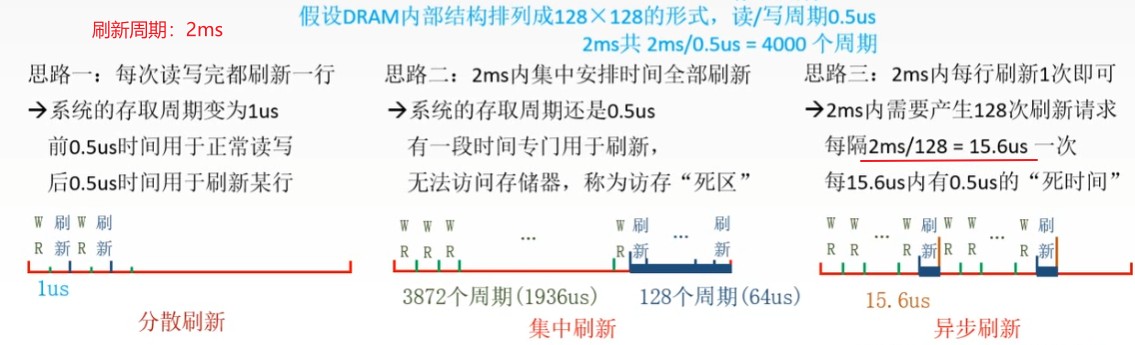 刷新周期：2ms
假设DRAM内部结构排列成128×128的形式，读/写周期0.5us
2ms共 2ms/0.5us = 4000 个周期
思路一：每次读写完都刷新一行
→系统的存取周期变为1us
前0.5us时间用于正常读写
后0.5us时间用于刷新某行
W 刷 W 刷
R 新 R 新
1us
分散刷新
思路二：2ms内集中安排时间全部刷新
→系统的存取周期还是0.5us
有一段时间专门用于刷新，
无法访问存储器，称为访存“死区”
W W W … W 刷 … 刷
R R R R 新 新
3872个周期(1936us)
128个周期(64us)
集中刷新
思路三：2ms内每行刷新1次即可
→2ms内需要产生128次刷新请求
每隔2ms/128 = 15.6us 一次
每15.6us内有0.5us的“死时间”
W W … W 刷 W W … W 刷
R R R 新 R R R 新
15.6us
异步刷新